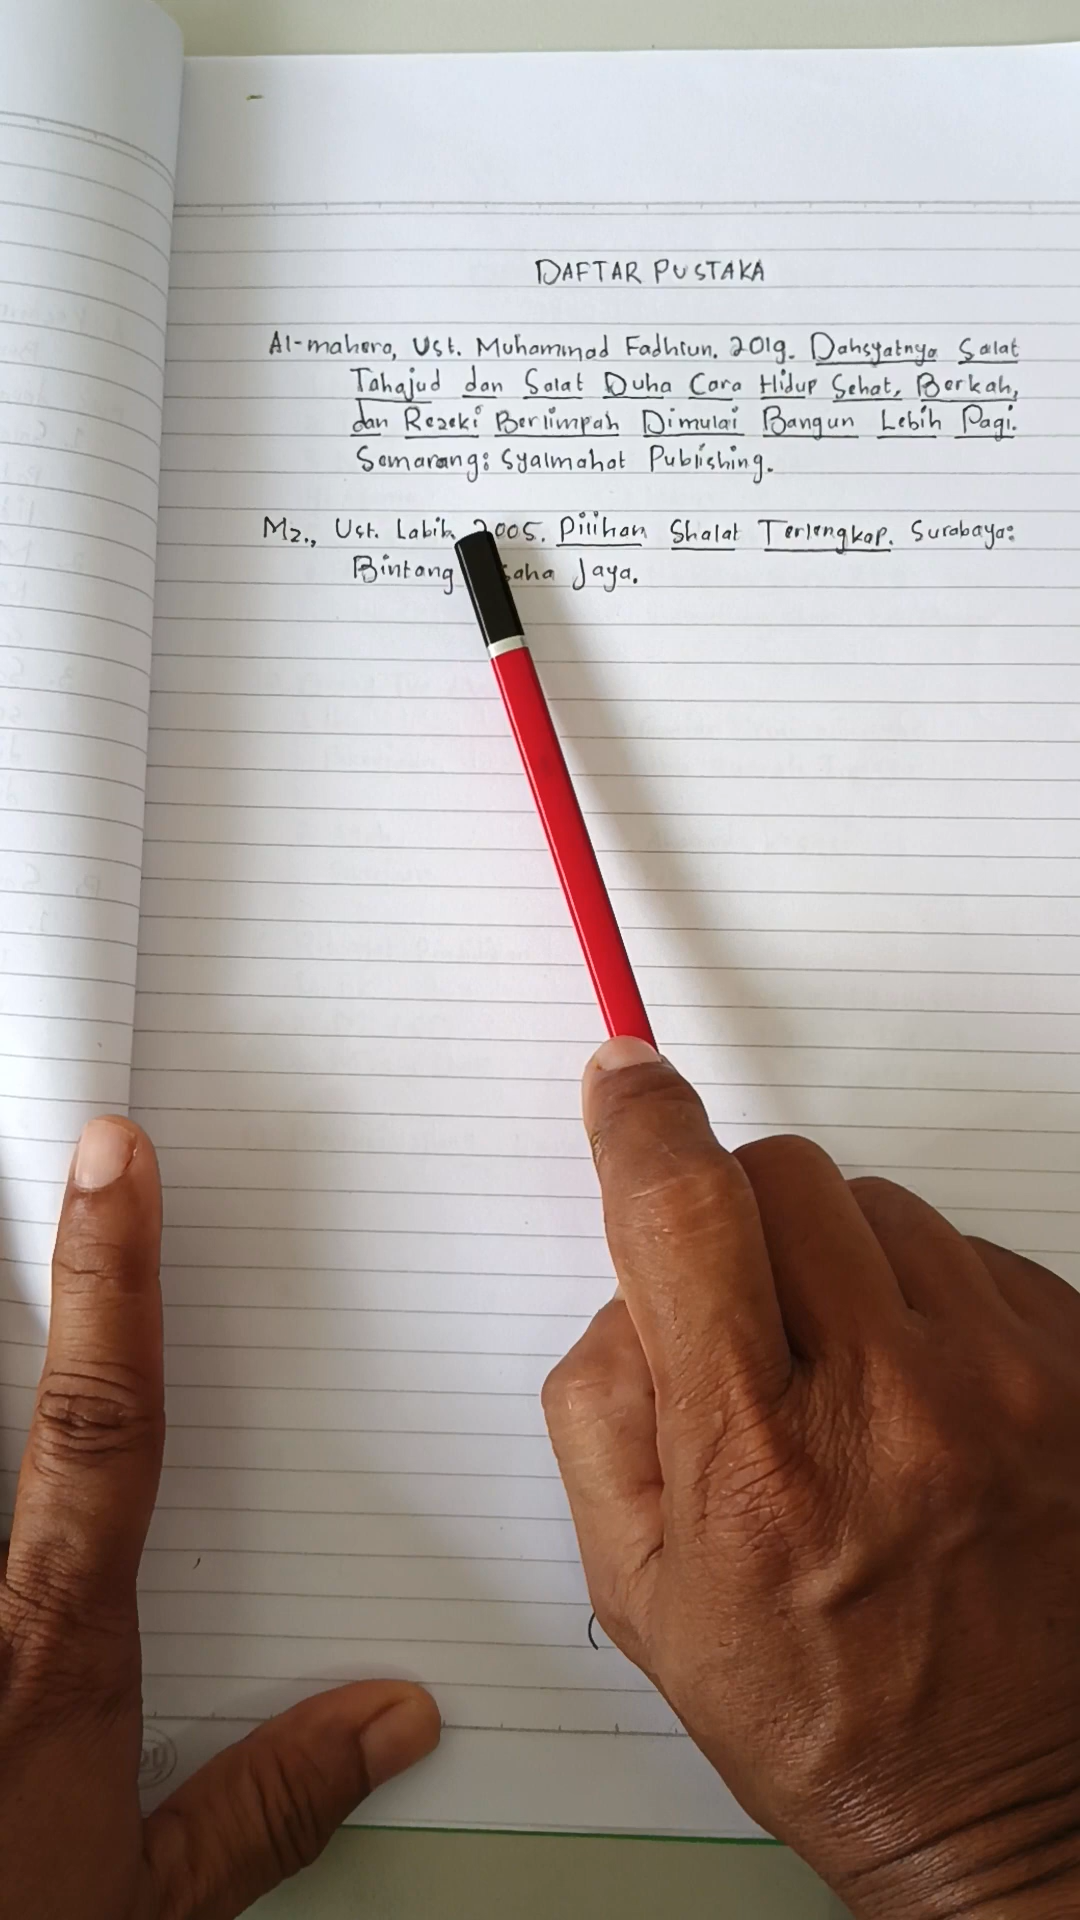 DAFTAR PUSTAKA
Al-mahera, Ust. Muhammad Fadhlun. 2019. Dahsyatnya Salat
Tahajud dan Salat Duha Cara Hidup Sehat, Berkah,
dan Rezeki Berlimpah Dimulai Bangun Lebih Pagi.
Semarang: Syalmahat Publishing.
Mz., Ust. Labib 2005. Pilihan Shalat Terlengkap. Surabaya:
Bintang Jaya.